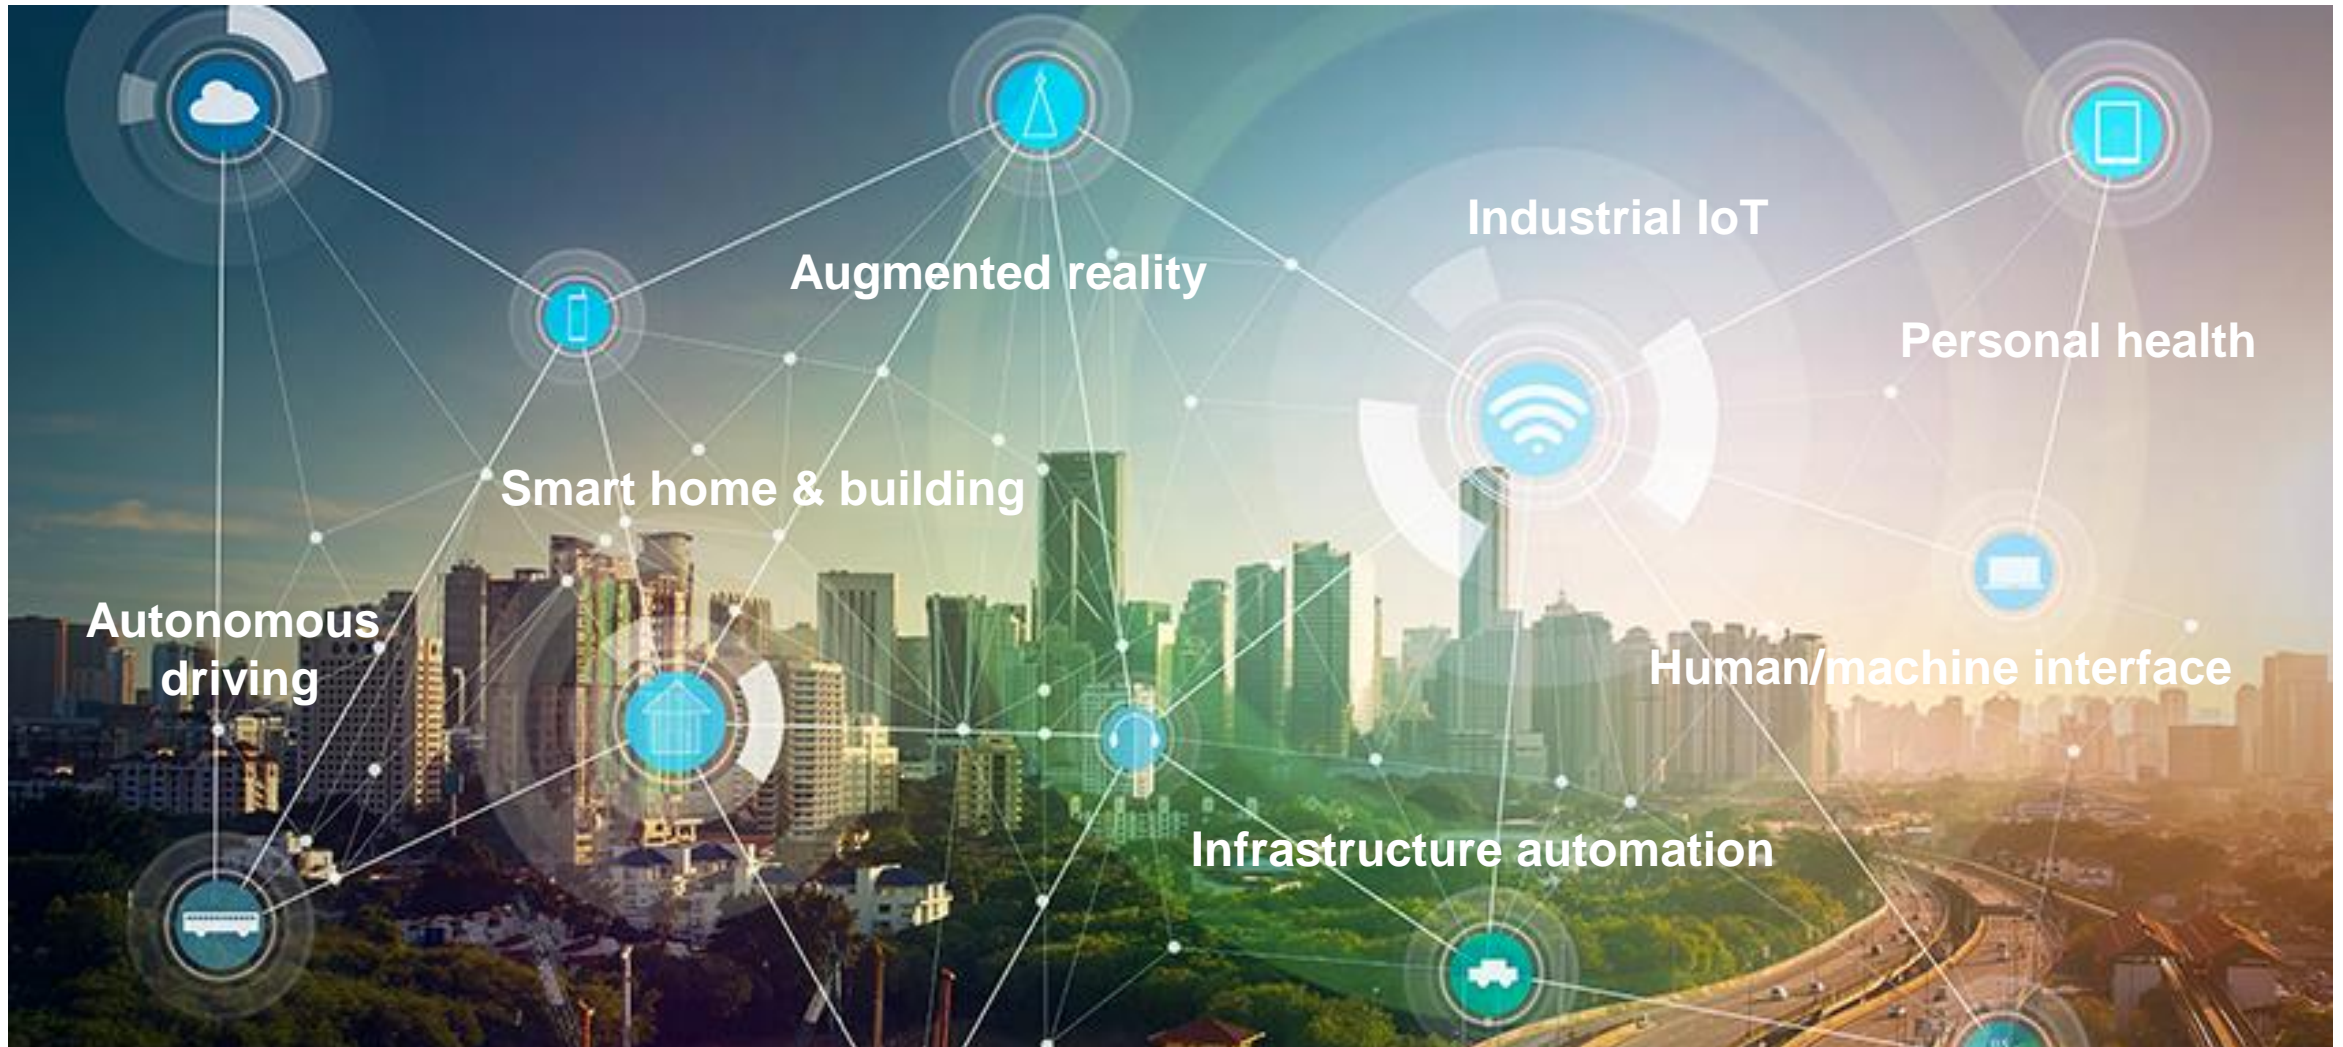 Industrial IoT
Augmented reality
Personal health
Smart home & building
Autonomous
driving
Human/machine interface
Infrastructure automation